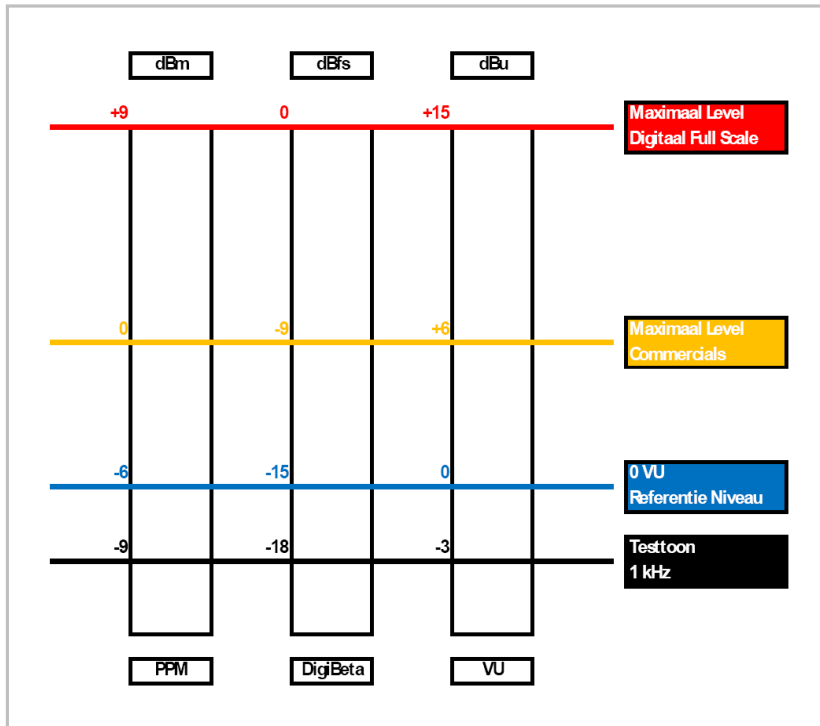 dBm dBfs dBu
+9 0 +15 Maximaal Level
Digitaal Full Scale
0 -9 +6 Maximaal Level
Commercials
-6 -15 0 0 VU
Referentie Niveau
-9 -18 -3 Testtoon
1 kHz
PPM DigiBeta VU